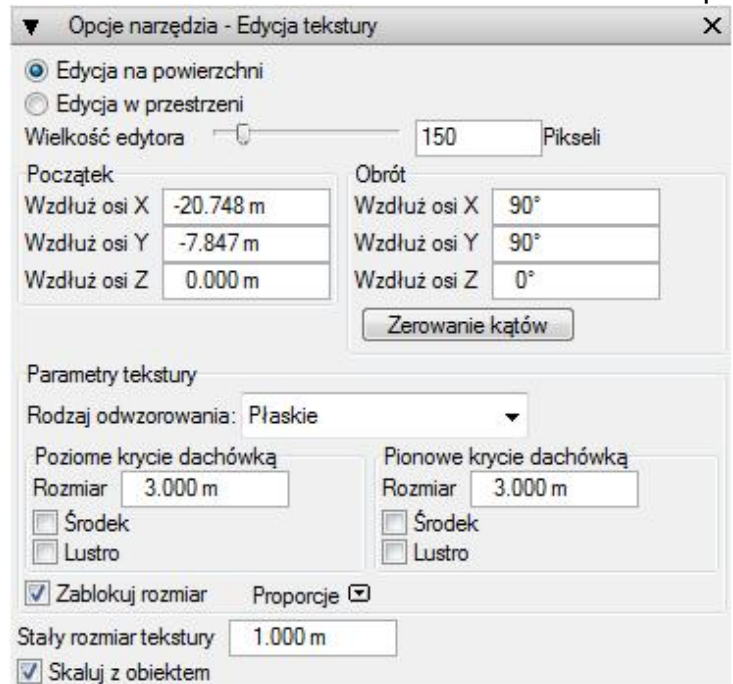 Opcje narzędzia - Edycja tekstury
Edycja na powierzchni
Edycja w przestrzeni
Wielkość edytora 150 Pikseli
Początek Obrót
Wzdłuż osi X -20.748 m Wzdłuż osi X 90°
Wzdłuż osi Y -7.847 m Wzdłuż osi Y 90°
Wzdłuż osi Z 0.000 m Wzdłuż osi Z 0°
Zerowanie kątów
Parametry tekstury
Rodzaj odwzorowania: Płaskie
Poziome krycie dachówką Pionowe krycie dachówką
Rozmiar 3.000 m Rozmiar 3.000 m
Środek Środek
Lustro Lustro
Zablokuj rozmiar Proporcje
Stały rozmiar tekstury 1.000 m
Skaluj z obiektem